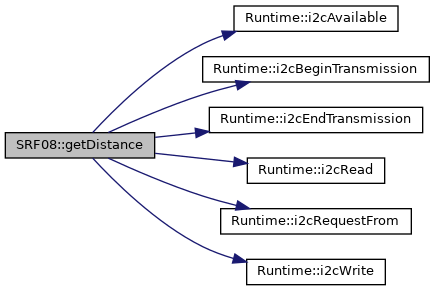 Runtime::i2cAvailable
Runtime::i2cBeginTransmission
Runtime::i2cEndTransmission
SRF08::getDistance
Runtime::i2cRead
Runtime::i2cRequestFrom
Runtime::i2cWrite